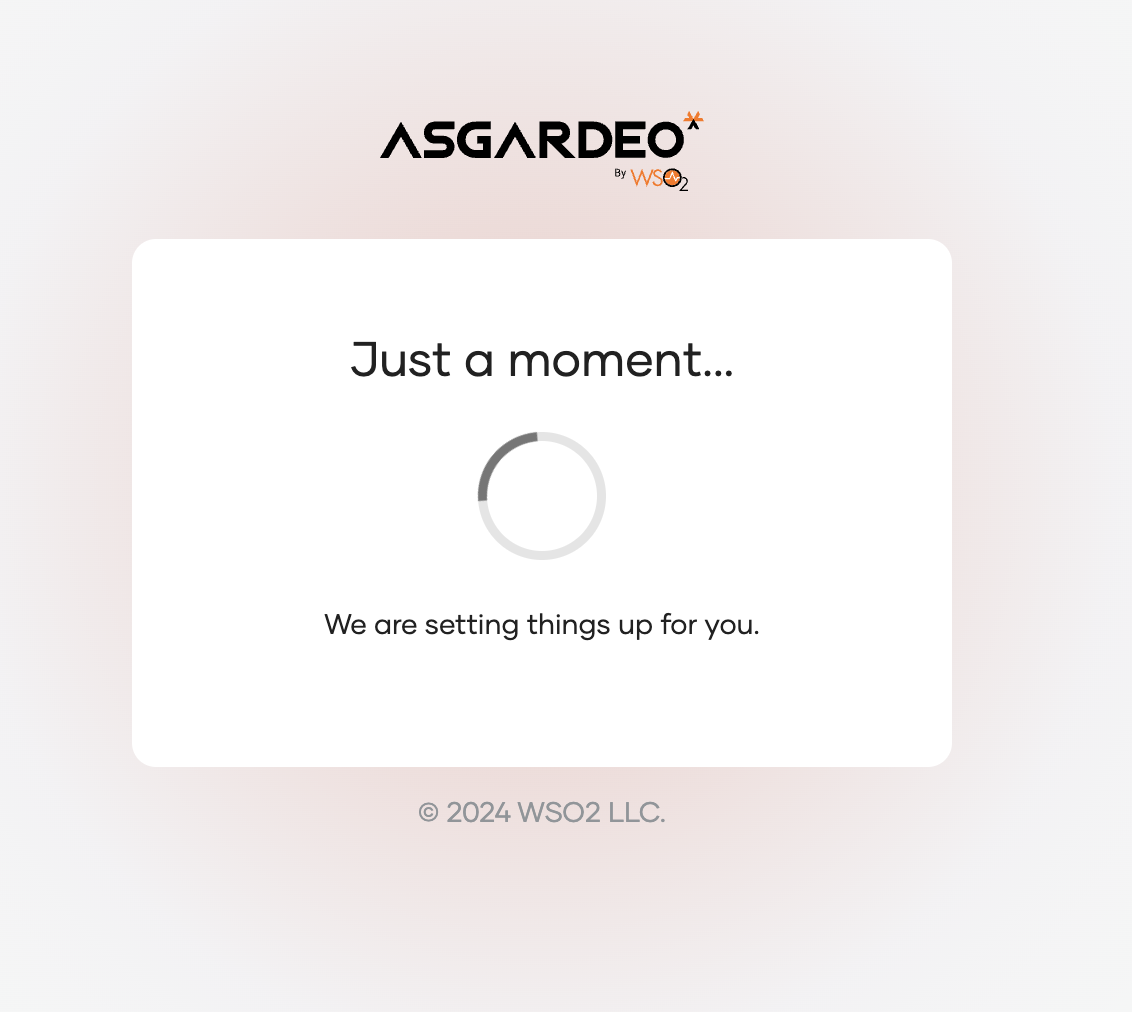 ASGARDEO
By WSO2
Just a moment...
We are setting things up for you.
© 2024 WSO2 LLC.